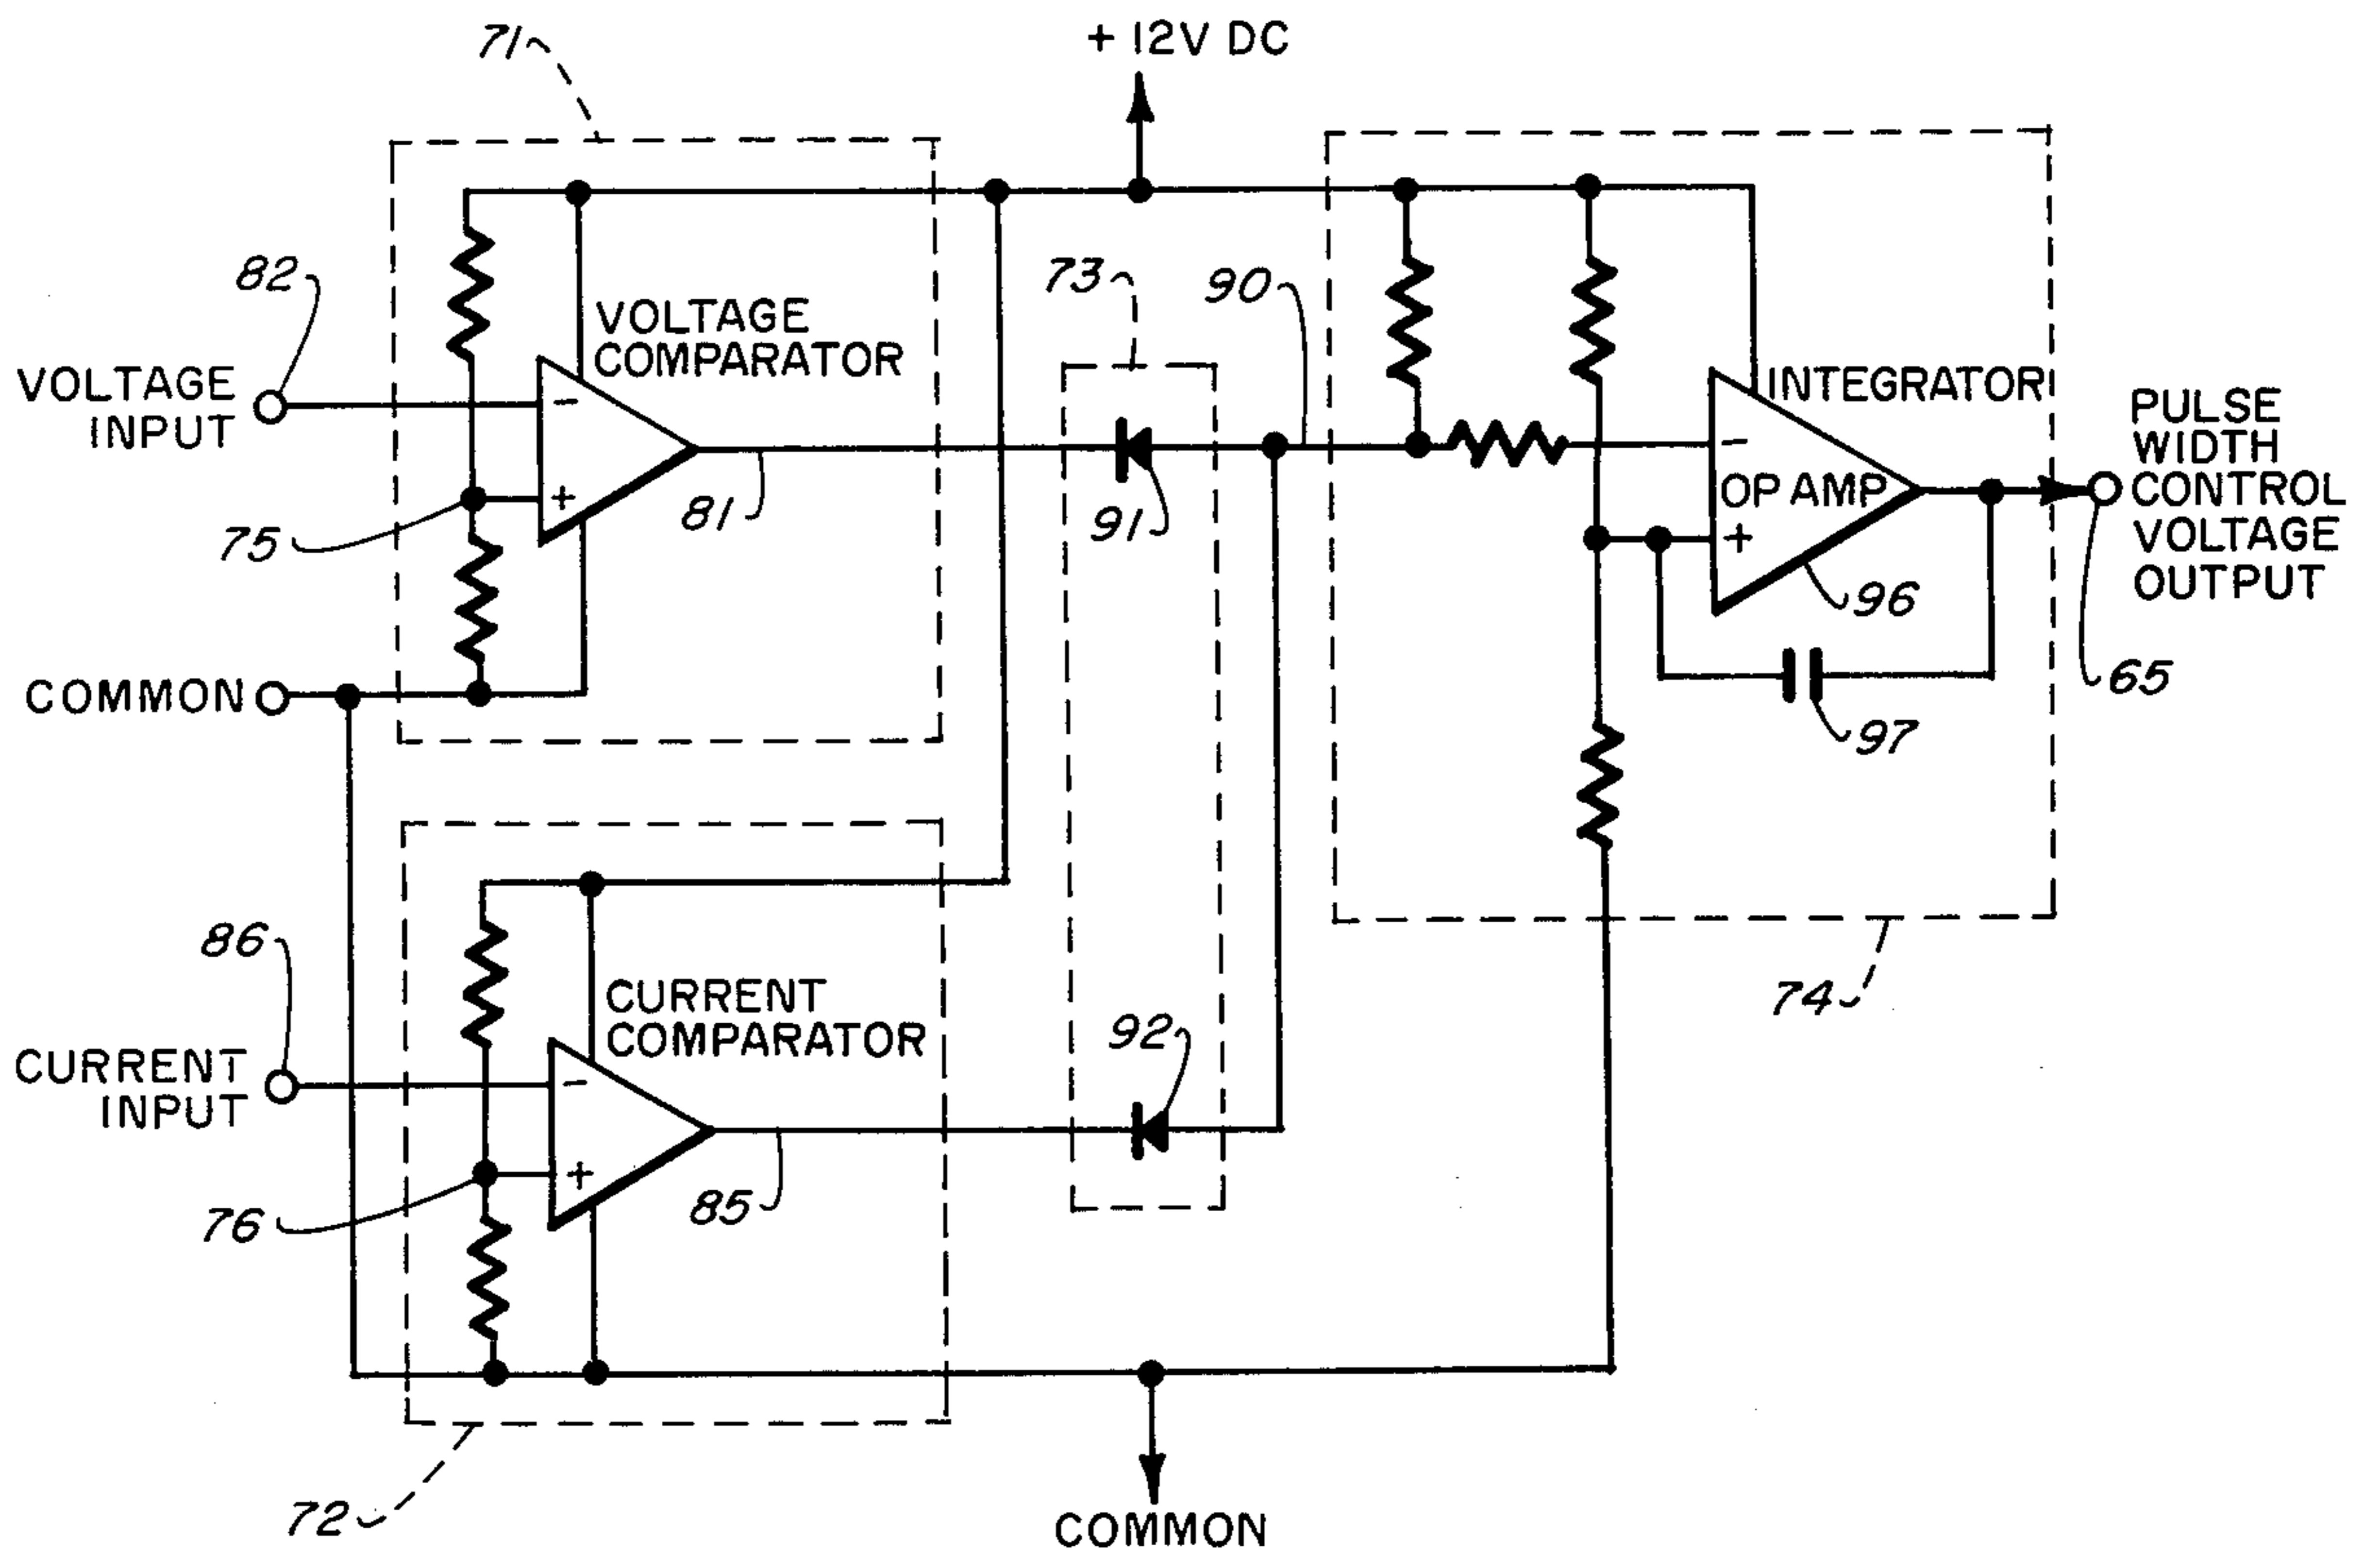 71
+ 12V DC
82
VOLTAGE
COMPARATOR
73
90
VOLTAGE
INPUT
-
+
75
81
91
INTEGRATOR
-
OP AMP
+
96
97
PULSE
WIDTH
CONTROL
VOLTAGE
OUTPUT
65
COMMON
74
86
CURRENT
COMPARATOR
92
CURRENT
INPUT
-
+
76
85
72
COMMON